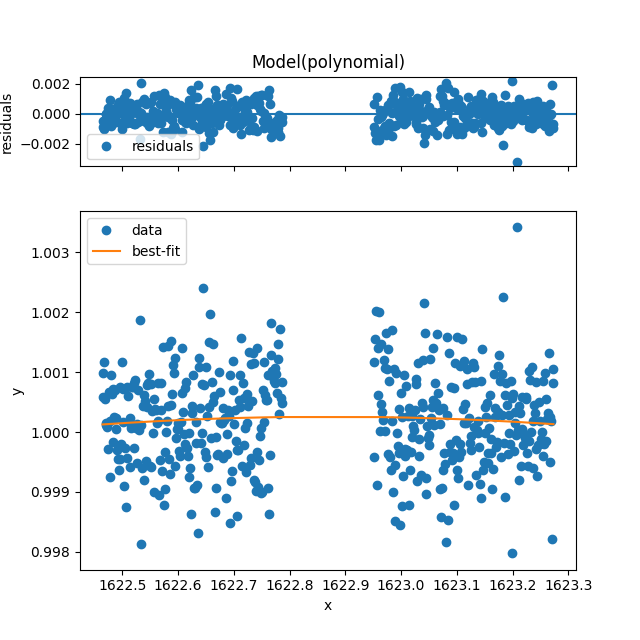 Model(polynomial)
0.002
0.000
−0.002
residuals
residuals
data
best-fit
1.003
1.002
1.001
1.000
0.999
0.998
y
1622.5 1622.6 1622.7 1622.8 1622.9 1623.0 1623.1 1623.2 1623.3
x